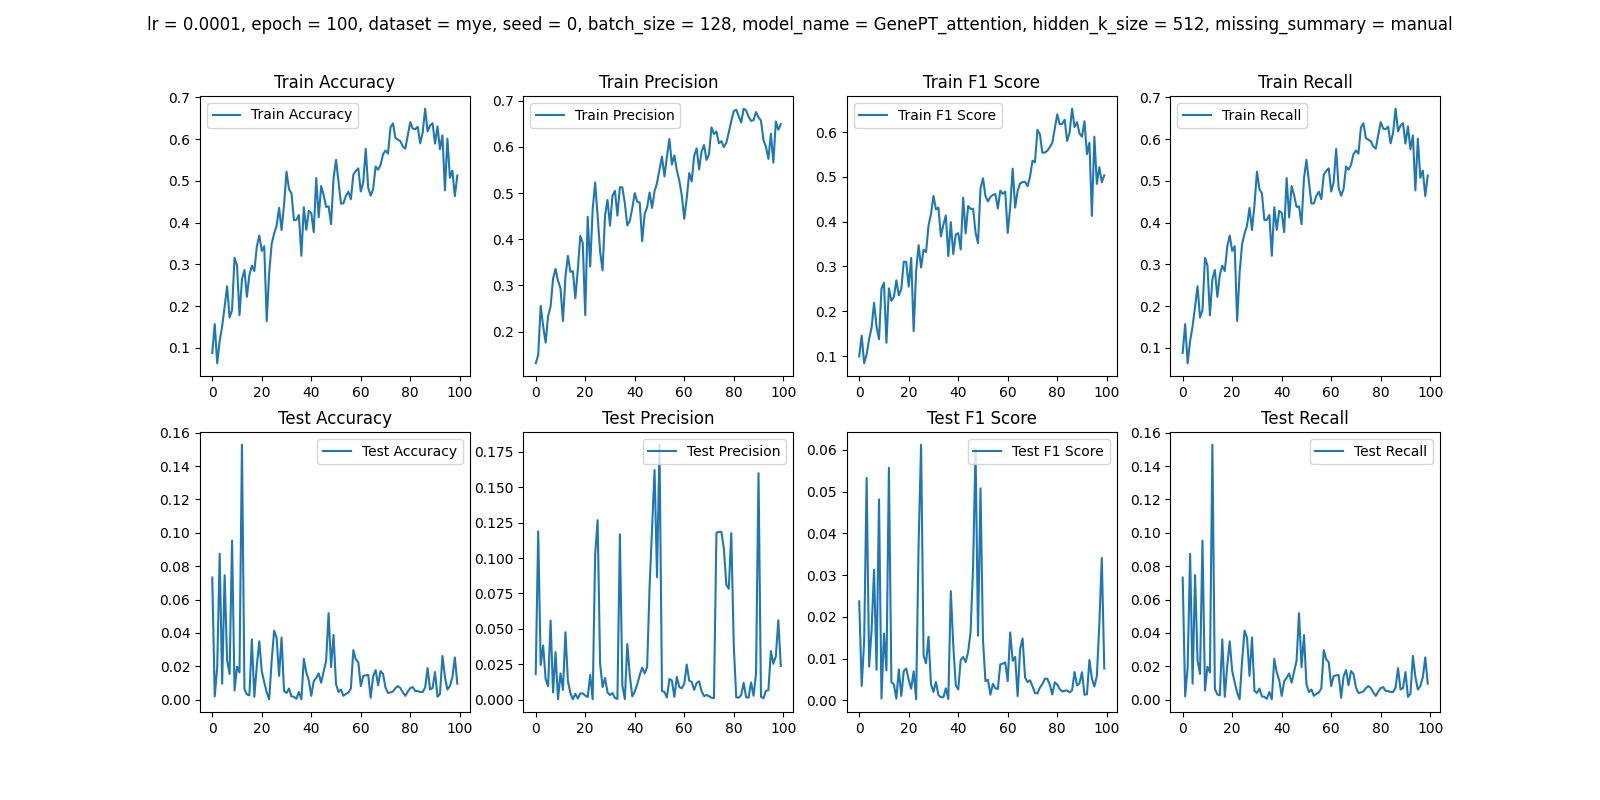 lr = 0.0001, epoch = 100, dataset = mye, seed = 0, batch_size = 128, model_name = GenePT_attention, hidden_k_size = 512, missing_summary = manual
Train Accuracy
Train Accuracy
0.7
0.6
0.5
0.4
0.3
0.2
0.1
0 20 40 60 80 100
Train Precision
Train Precision
0.7
0.6
0.5
0.4
0.3
0.2
0 20 40 60 80 100
Train F1 Score
Train F1 Score
0.6
0.5
0.4
0.3
0.2
0.1
0 20 40 60 80 100
Train Recall
Train Recall
0.7
0.6
0.5
0.4
0.3
0.2
0.1
0 20 40 60 80 100
Test Accuracy
Test Accuracy
0.16
0.14
0.12
0.10
0.08
0.06
0.04
0.02
0.00
0 20 40 60 80 100
Test Precision
Test Precision
0.175
0.150
0.125
0.100
0.075
0.050
0.025
0.000
0 20 40 60 80 100
Test F1 Score
Test F1 Score
0.06
0.05
0.04
0.03
0.02
0.01
0.00
0 20 40 60 80 100
Test Recall
Test Recall
0.16
0.14
0.12
0.10
0.08
0.06
0.04
0.02
0.00
0 20 40 60 80 100